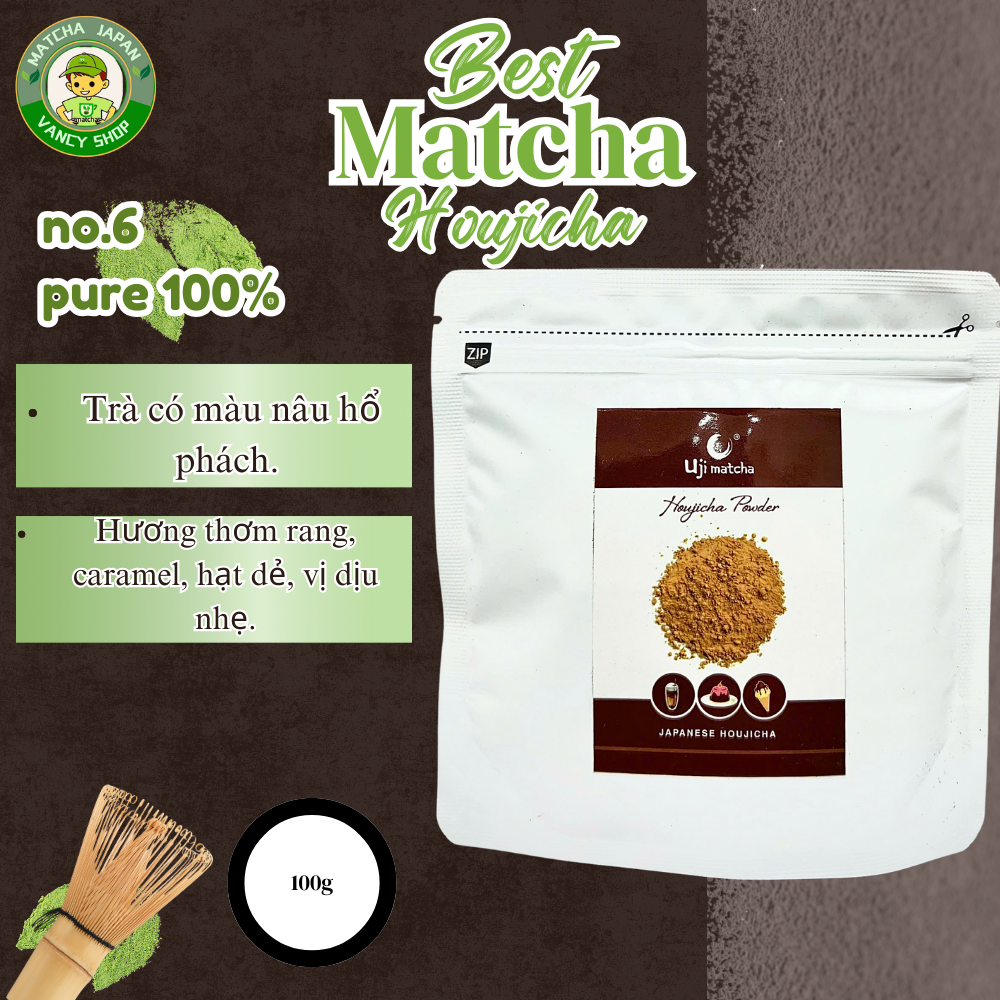 MATCHA JAPAN
matcha
VANCY SHOP
Best
Matcha
Houjicha
no.6
pure 100%
• Trà có màu nâu hổ
phách.
• Hương thơm rang,
caramel, hạt dẻ, vị dịu
nhẹ.
100g
ZIP
®
uji matcha
Houjicha Powder
JAPANESE HOUJICHA